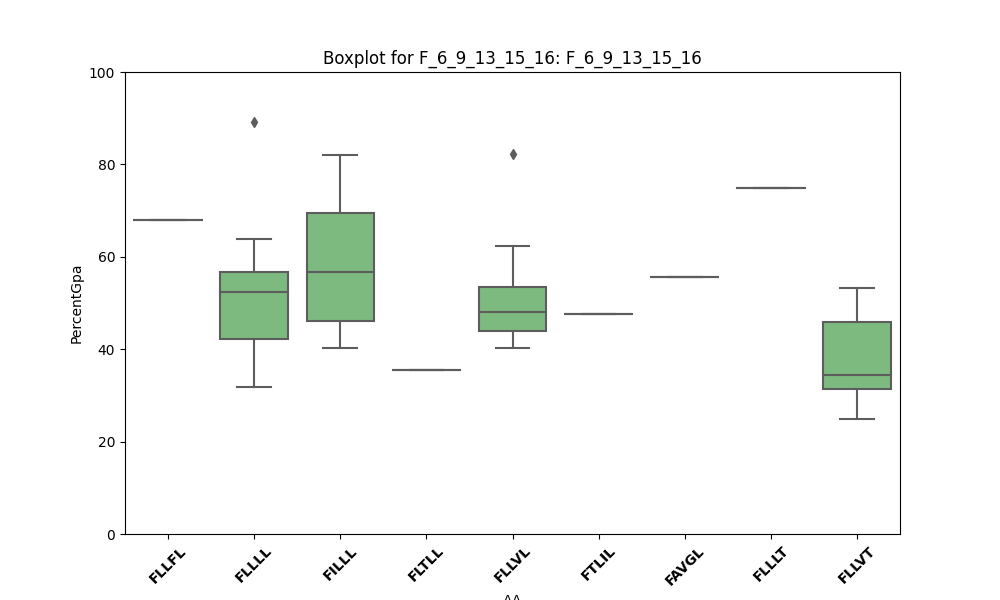 Boxplot for F_6_9_13_15_16: F_6_9_13_15_16
100
80
60
40
20
0
PercentGpa
FLLFL
FLLLL
FILLL
FLTLL
FLLVL
FTLIL
FAVGL
FLLLT
FLLVT
AA